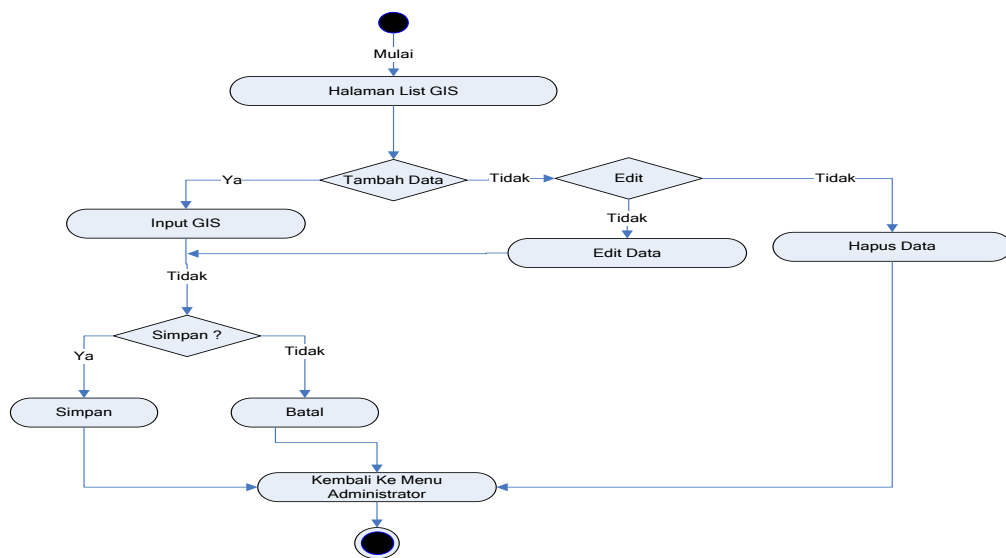 Mulai
Halaman List GIS
Tambah Data
Ya
Tidak
Edit
Tidak
Tidak
Input GIS
Edit Data
Hapus Data
Tidak
Simpan ?
Ya
Tidak
Simpan
Batal
Kembali Ke Menu
Administrator